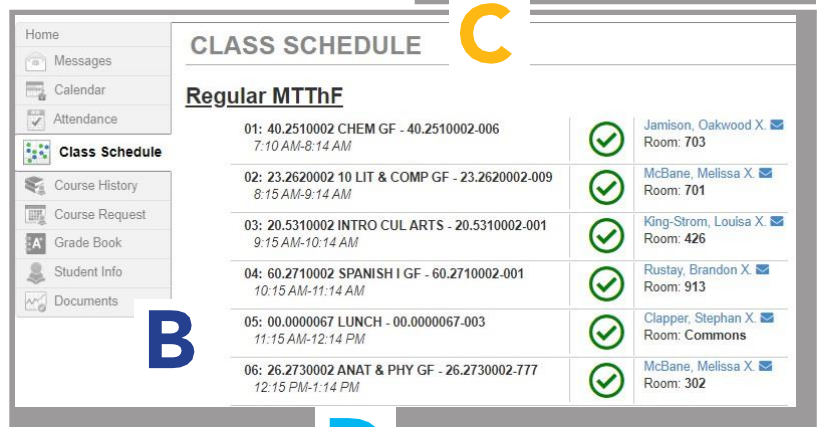 C
Home
Messages
Calendar
Attendance
Class Schedule
Course History
Course Request
Grade Book
Student Info
Documents
B
CLASS SCHEDULE
Regular MTThF
01: 40.2510002 CHEM GF - 40.2510002-006
7:10 AM-8:14 AM
Jamison, Oakwood X.
Room: 703
02: 23.2620002 10 LIT & COMP GF - 23.2620002-009
8:15 AM-9:14 AM
McBane, Melissa X.
Room: 701
03: 20.5310002 INTRO CUL ARTS - 20.5310002-001
9:15 AM-10:14 AM
King-Strom, Louisa X.
Room: 426
04: 60.2710002 SPANISH I GF - 60.2710002-001
10:15 AM-11:14 AM
Rustay, Brandon X.
Room: 913
05: 00.0000067 LUNCH - 00.0000067-003
11:15 AM-12:14 PM
Clapper, Stephan X.
Room: Commons
06: 26.2730002 ANAT & PHY GF - 26.2730002-777
12:15 PM-1:14 PM
McBane, Melissa X.
Room: 302